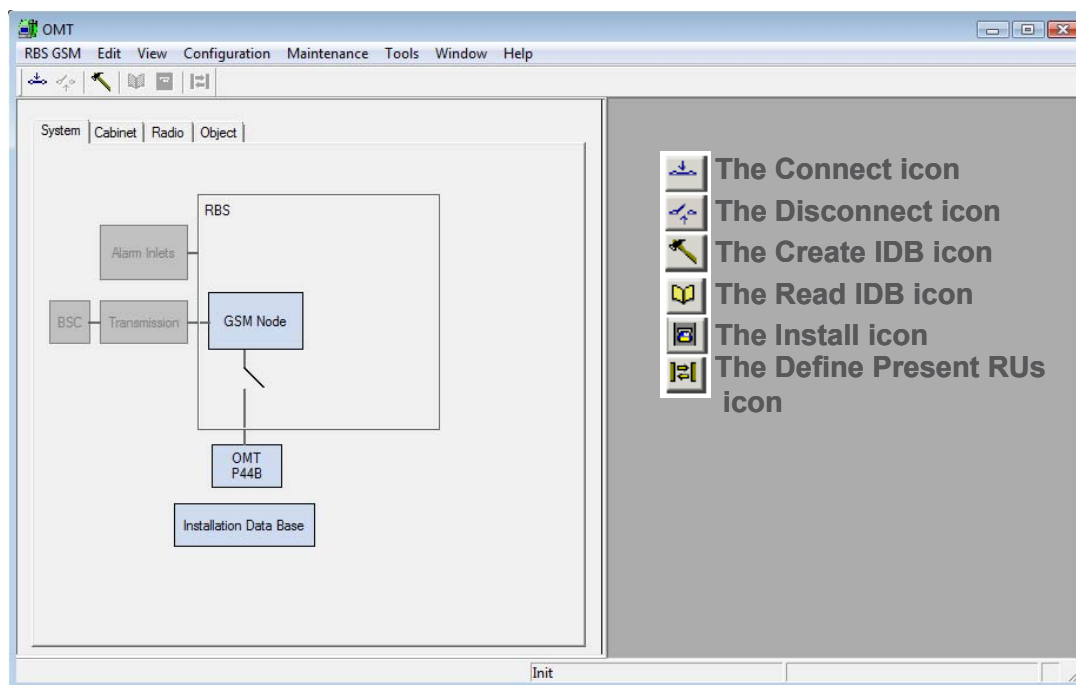 OMT
RBS GSM Edit View Configuration Maintenance Tools Window Help
System Cabinet Radio Object
RBS
Alarm Inlets
BSC Transmission GSM Node
OMT
P44B
Installation Data Base
The Connect icon
The Disconnect icon
The Create IDB icon
The Read IDB icon
The Install icon
The Define Present RUs
icon
Init